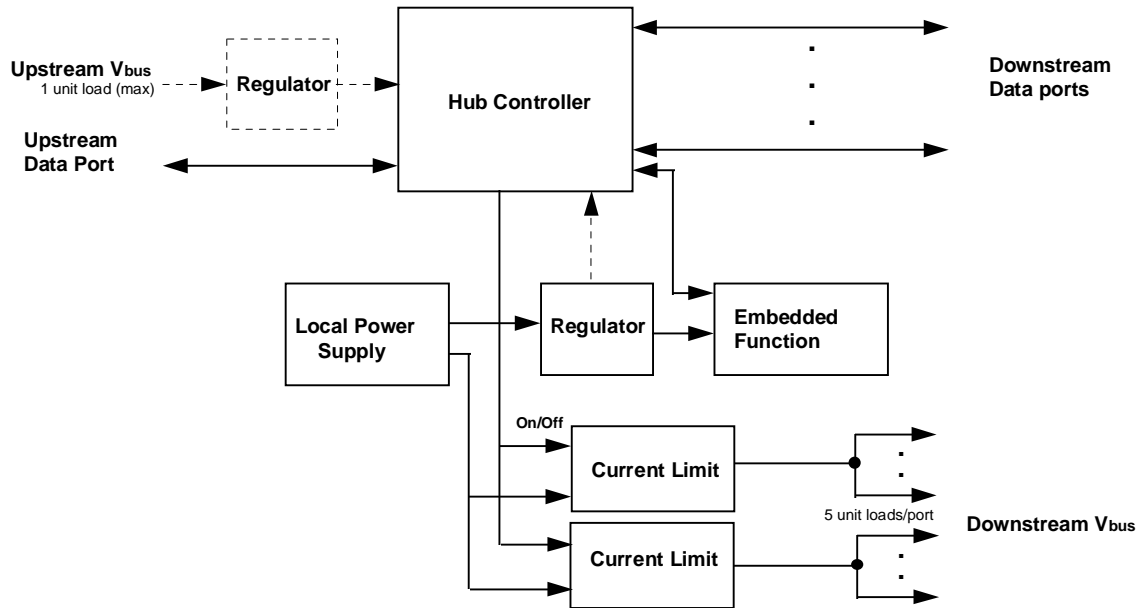 Upstream Vbus
1 unit load (max)
Regulator
Hub Controller
Downstream
Data ports
Upstream
Data Port
Local Power
Supply
Regulator
Embedded
Function
On/Off
Current Limit
5 unit loads/port
Downstream Vbus
Current Limit